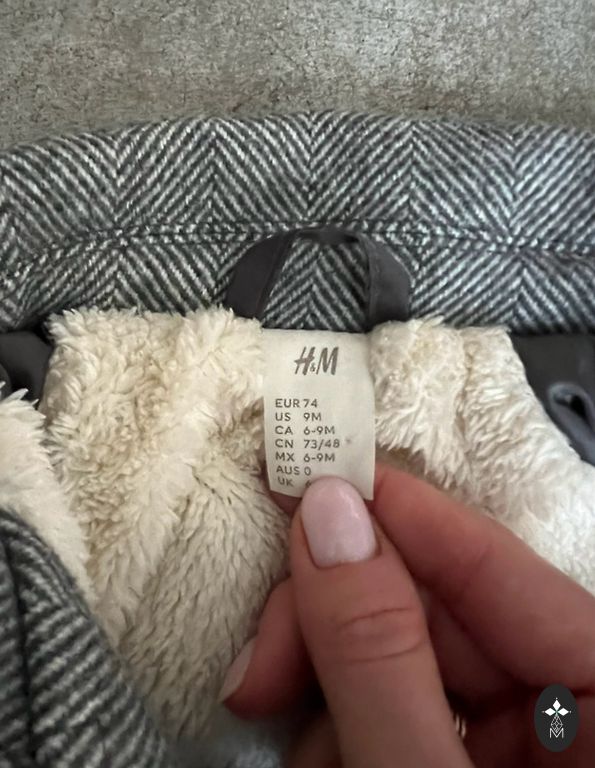 H&M
EUR 74
US 9M
CA 6-9M
CN 73/48
MX 6-9M
AUS 0
UK
M